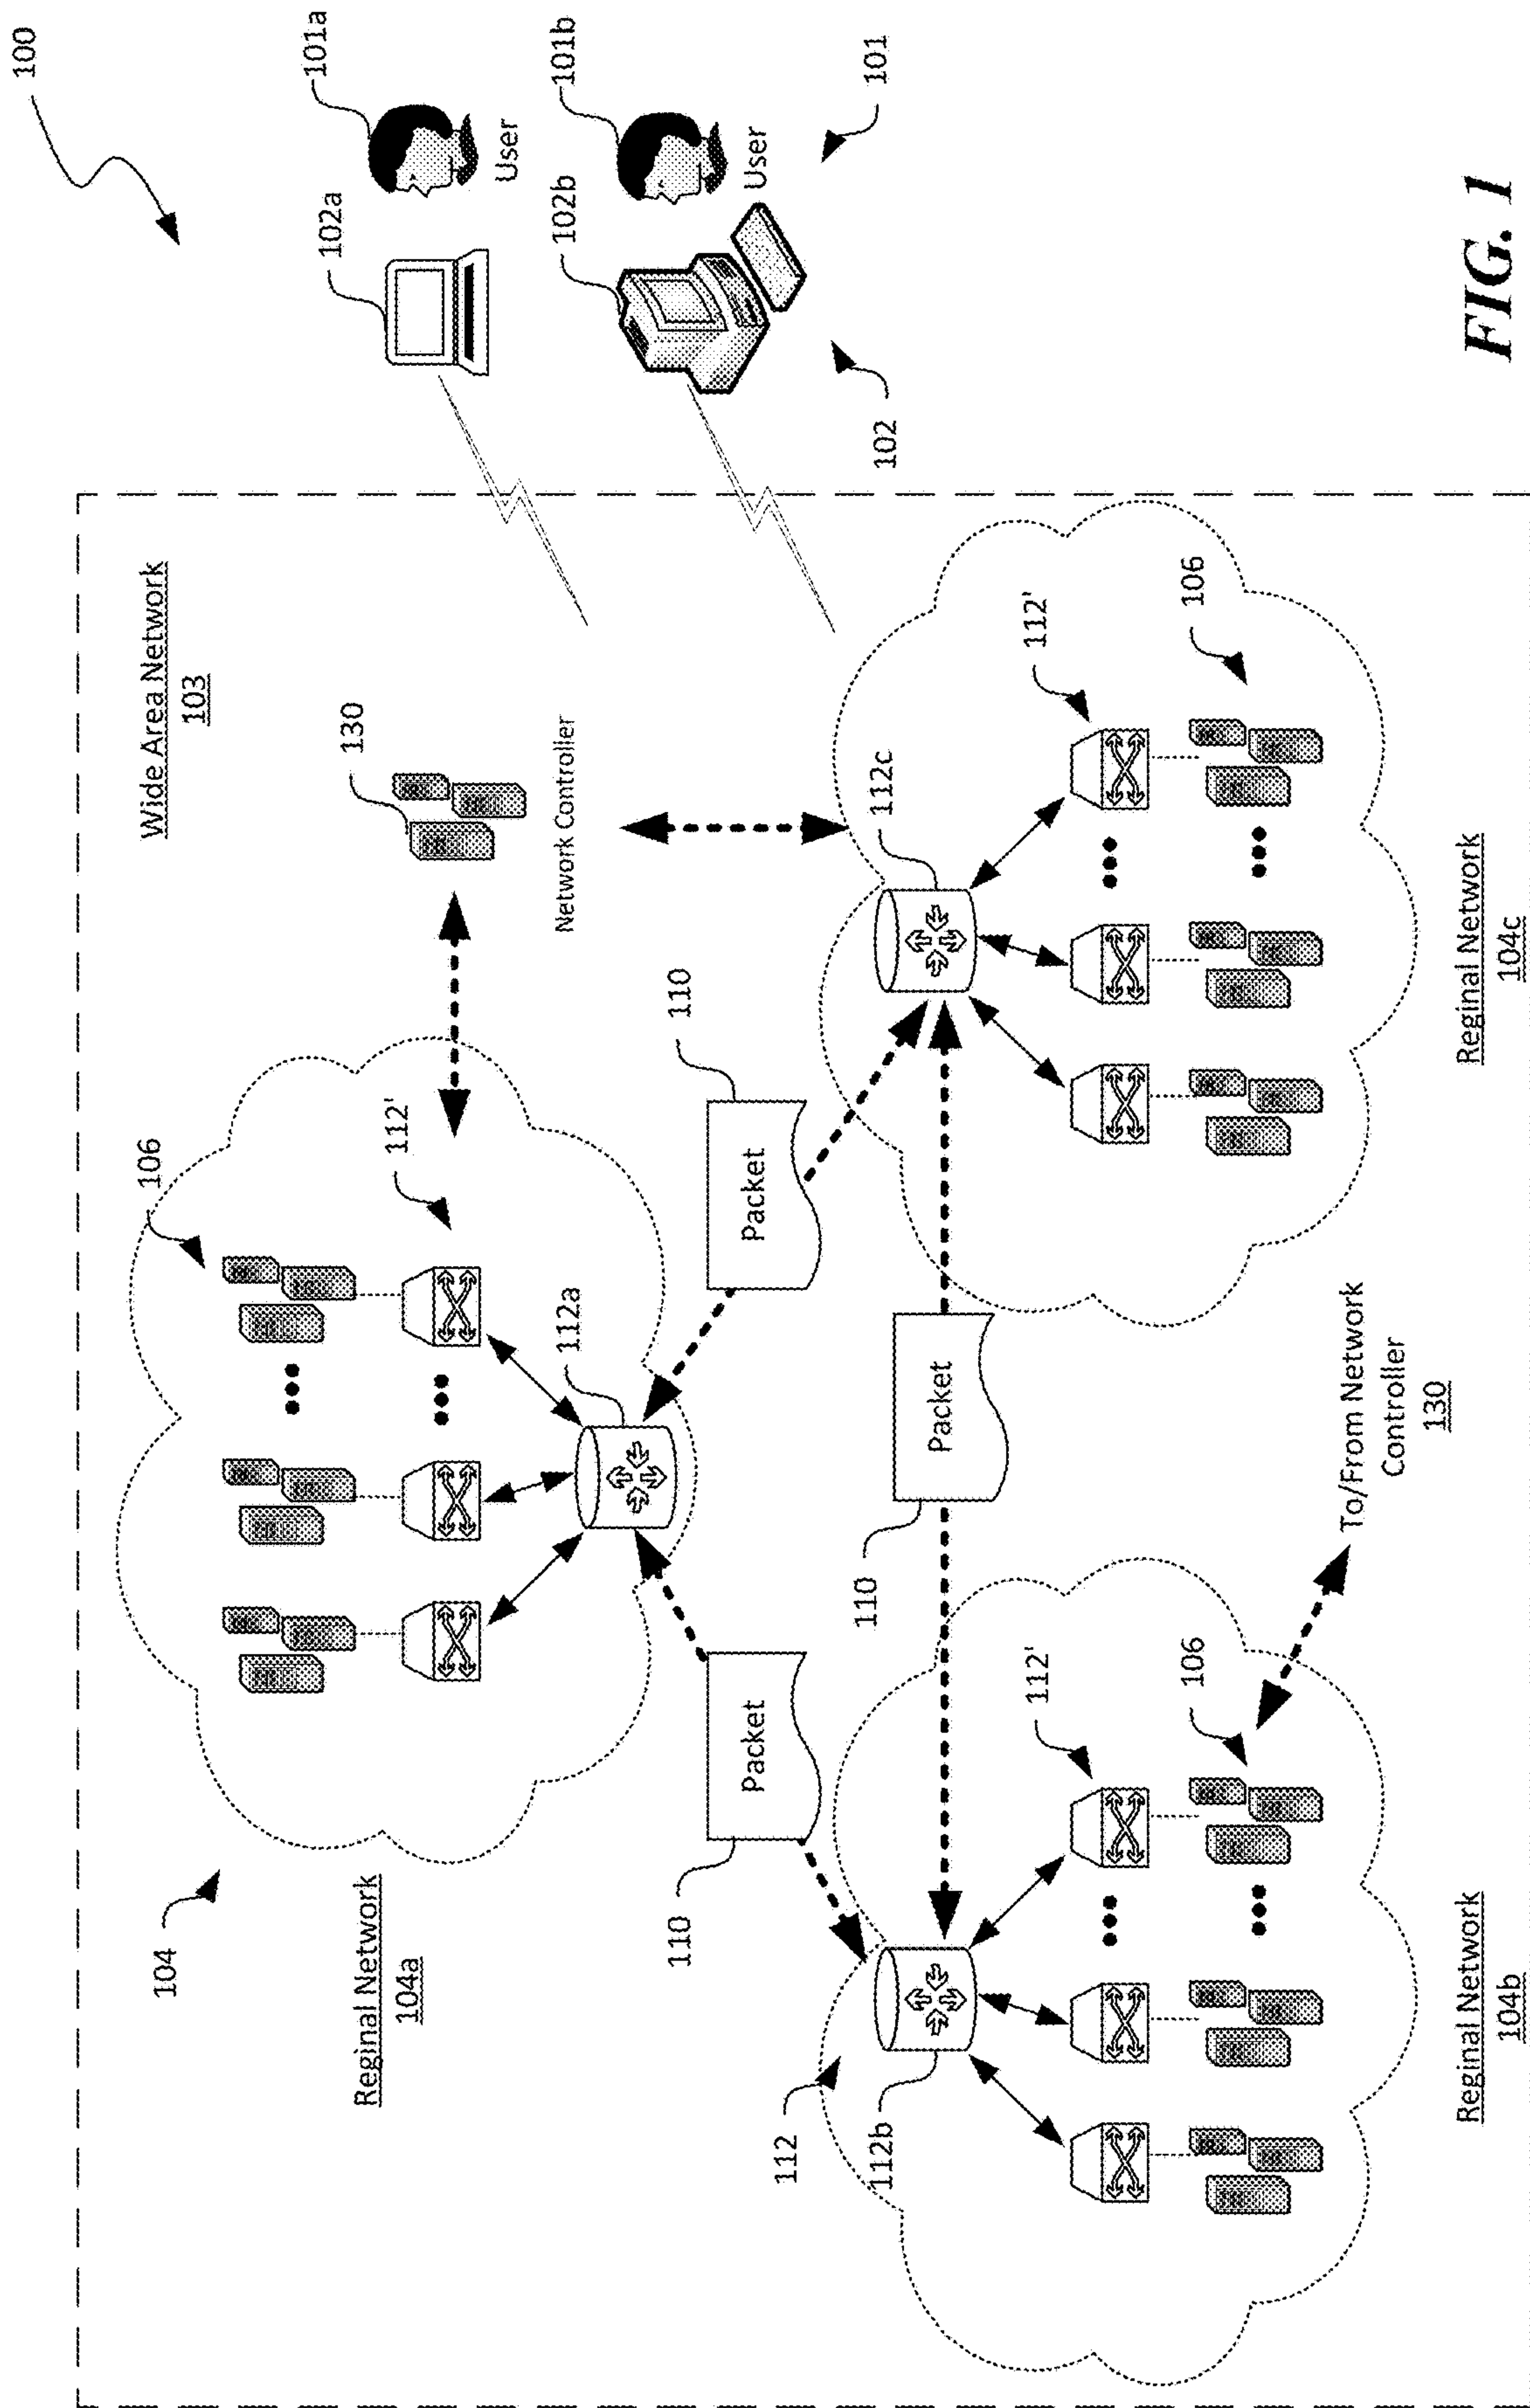 100
Wide Area Network
103
104
106
101a
102a
130
Reginal Network
104a
112'
User
Network Controller
112a
102b
101b
110
110
Packet
Packet
User
112
110
101
112b
Packet
112c
102
112'
112'
106
106
To/From Network
Controller
130
Reginal Network
104b
Reginal Network
104c
FIG. 1